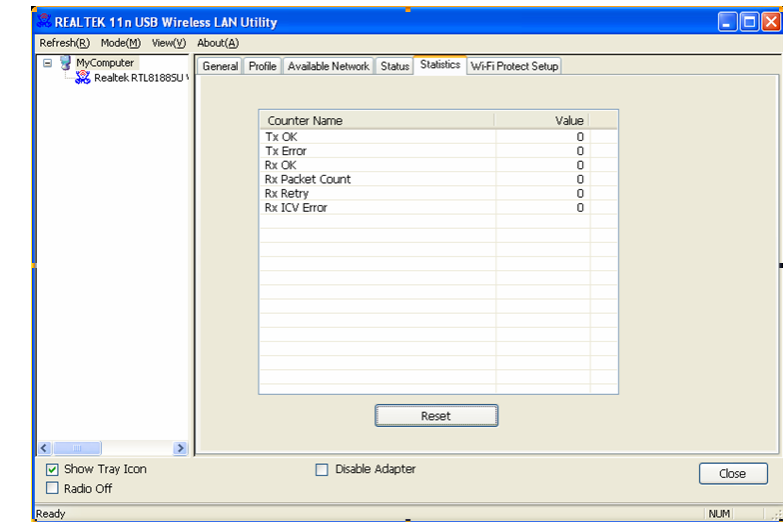 REALTEK 11n USB Wireless LAN Utility
Refresh(R) Mode(M) View(V) About(A)
MyComputer
Realtek RTL8188SU
General Profile Available Network Status Statistics Wi-Fi Protect Setup
Counter Name Value
Tx OK 0
Tx Error 0
Rx OK 0
Rx Packet Count 0
Rx Retry 0
Rx ICV Error 0
Reset
Show Tray Icon Disable Adapter
Radio Off
Close
Ready NUM